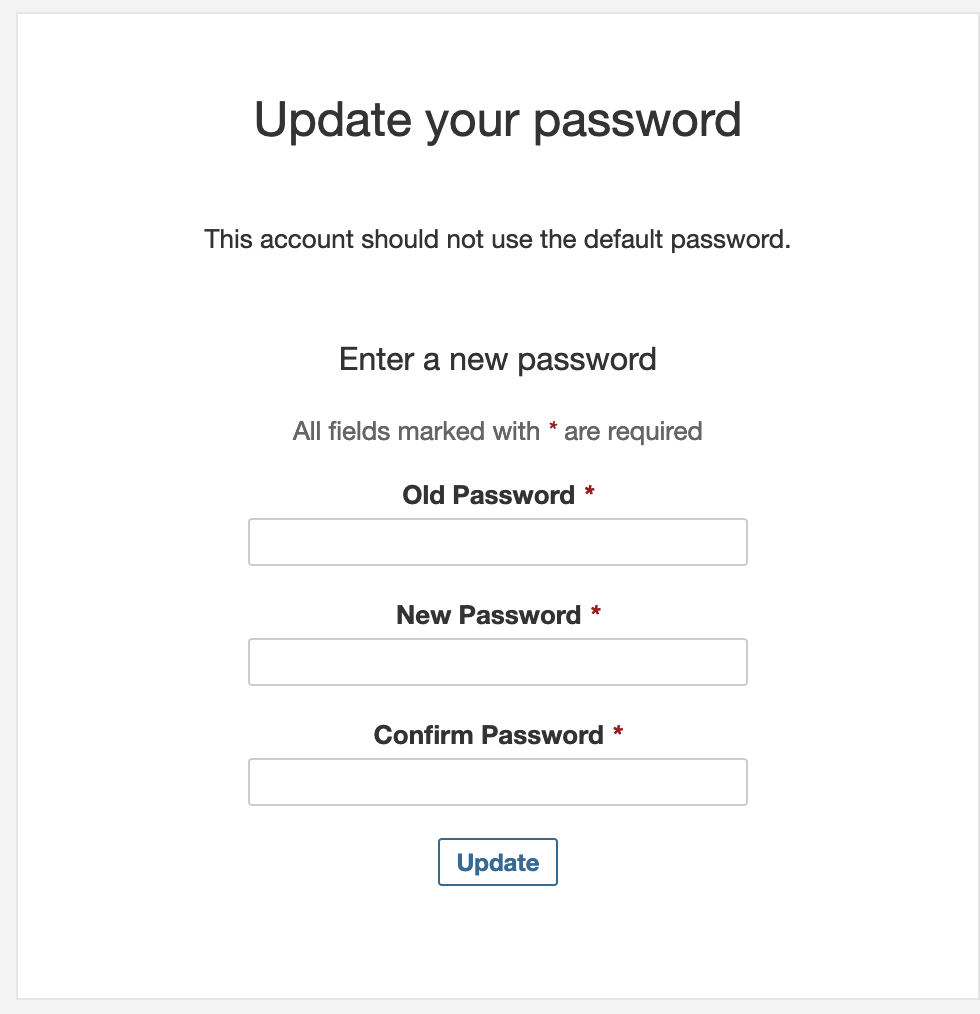 Update your password
This account should not use the default password.
Enter a new password
All fields marked with * are required
Old Password *
New Password *
Confirm Password *
Update